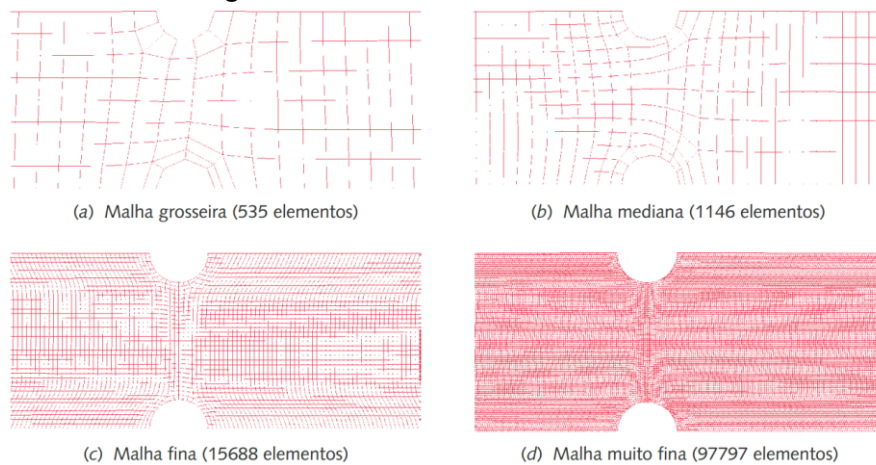 (a) Malha grosseira (535 elementos)
(b) Malha mediana (1146 elementos)
(c) Malha fina (15688 elementos)
(d) Malha muito fina (97797 elementos)